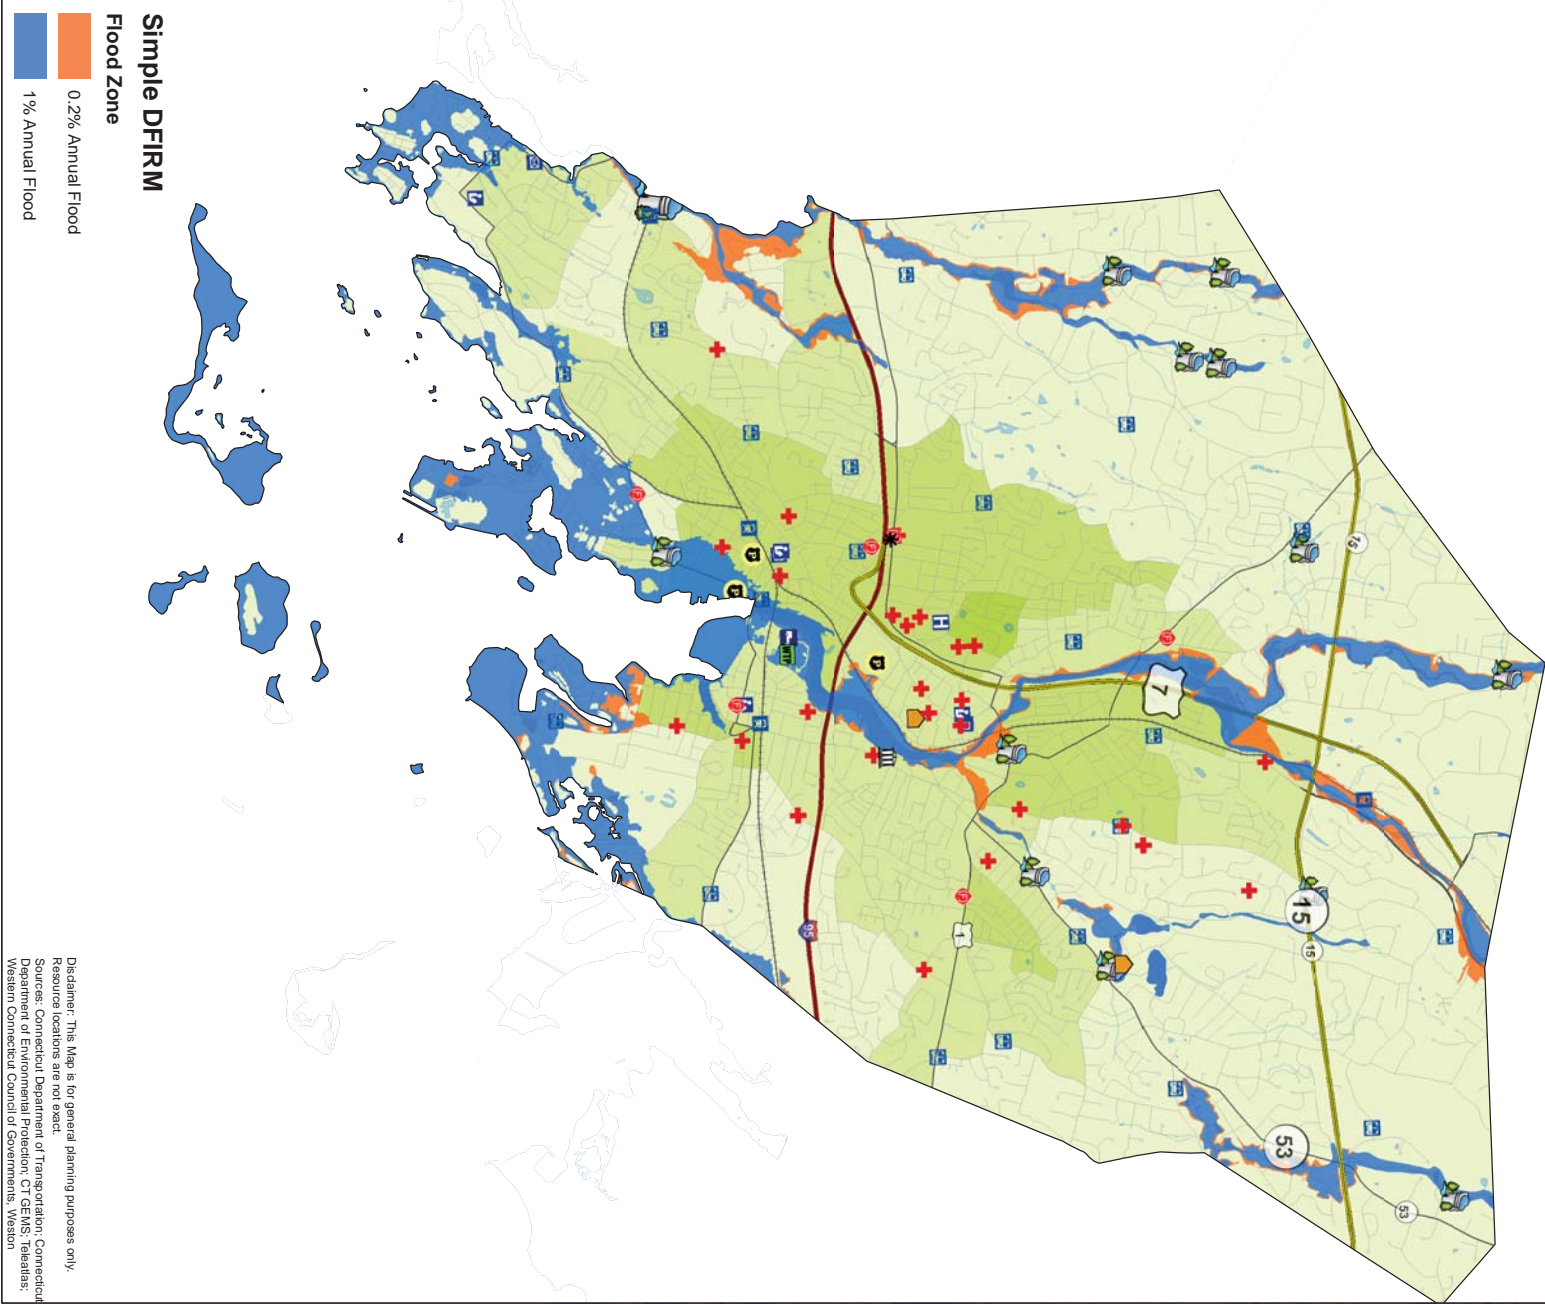 Simple DFIRM
Flood Zone
0.2% Annual Flood
1% Annual Flood
15
7
15
15
1
95
53
53
H
WTP
P
P
P
F
F
F
F
F
Disclaimer: This Map is for general planning purposes only.
Resource locations are not exact.
Sources: Connecticut Department of Transportation; Connecticut
Department of Environmental Protection; CT GEMS; Teleatlas;
Western Connecticut Council of Governments, Weston